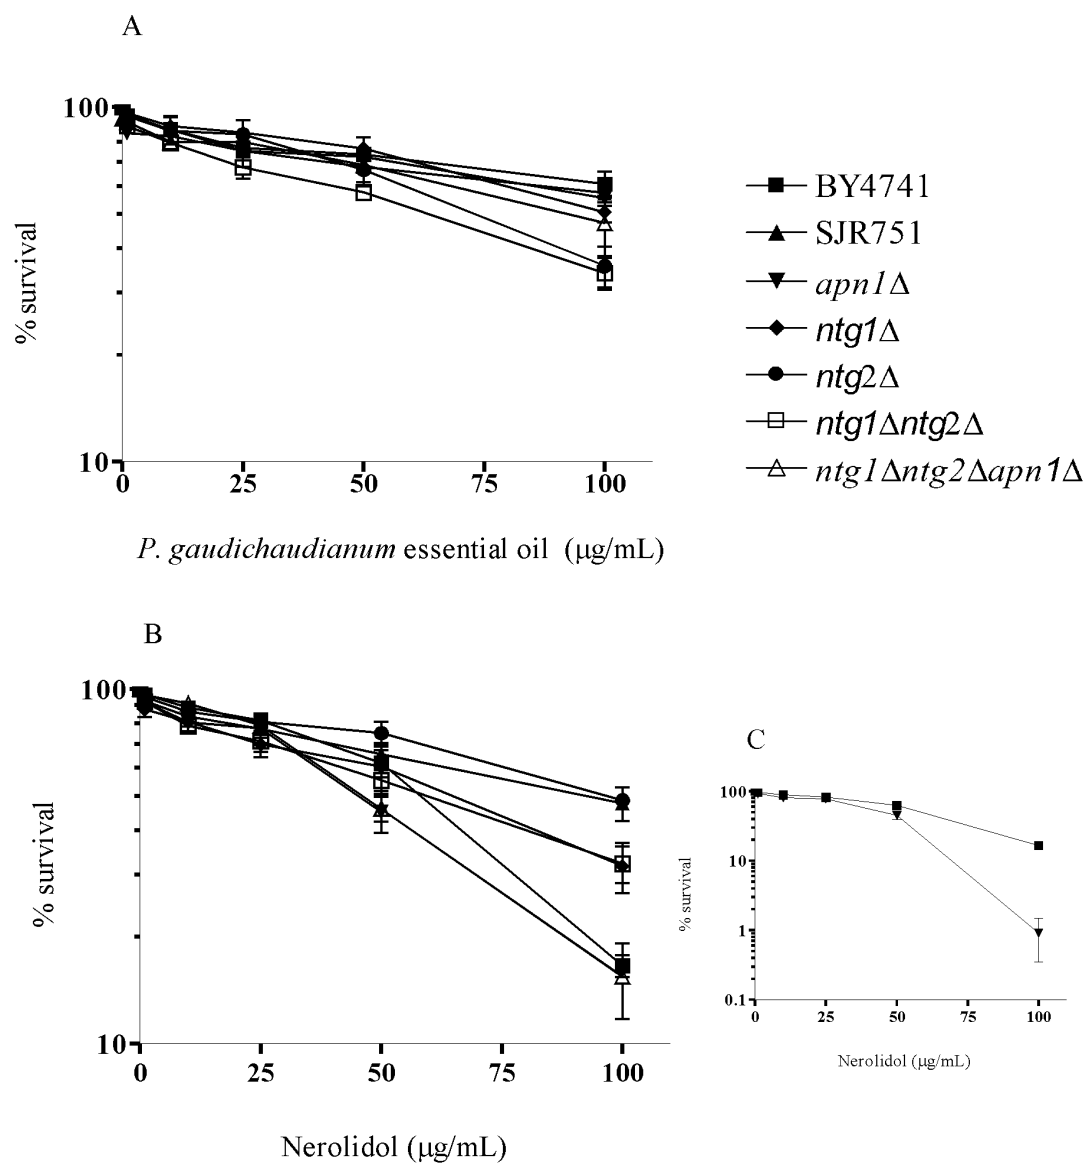 A
100
10
% survival
0 25 50 75 100
P. gaudichaudianum essential oil (μg/mL)
BY4741
SJR751
apn1Δ
ntg1Δ
ntg2Δ
ntg1Δntg2Δ
ntg1Δntg2Δapn1Δ
B
100
10
% survival
0 25 50 75 100
Nerolidol (μg/mL)
C
100
10
1
0.1
% survival
0 25 50 75 100
Nerolidol (μg/mL)